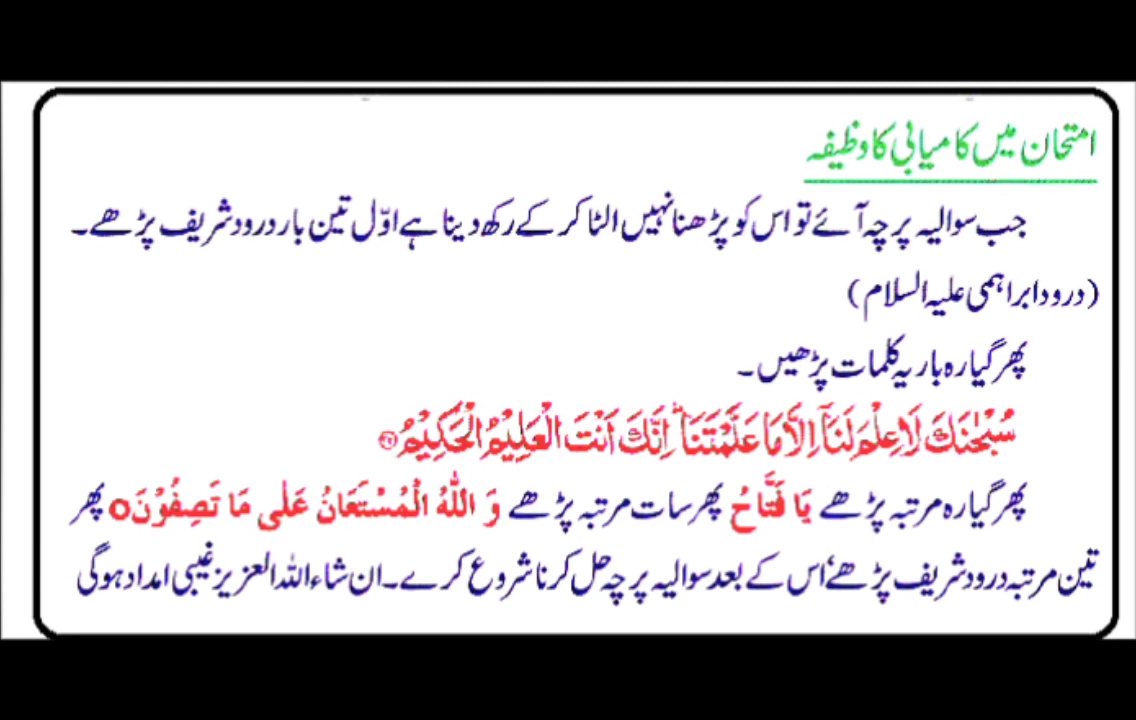 امتحان میں کامیابی کا وظیفہ
جب سوالیہ پرچہ آئے تو اس کو پڑھنا نہیں الٹا کر کے رکھ دینا ہے اوّل تین بار درود شریف پڑھے۔
(درود ابراہمی علیہ السلام)
پھر گیارہ بار یہ کلمات پڑھیں۔
سُبْحٰنَكَ لَا عِلْمَ لَنَاۤ اِلَّا مَا عَلَّمْتَنَا ؕ اِنَّكَ اَنْتَ الْعَلِيْمُ الْحَكِيْمُ ﴿۳۲﴾
پھر گیارہ مرتبہ پڑھے يَا فَتَّاحُ پھر سات مرتبہ پڑھے وَ اللّٰهُ الْمُسْتَعَانُ عَلٰى مَا تَصِفُوْنَ o پھر
تین مرتبہ درود شریف پڑھے، اس کے بعد سوالیہ پرچہ حل کرنا شروع کرے۔ ان شاء اللہ العزیز غیبی امداد ہوگی